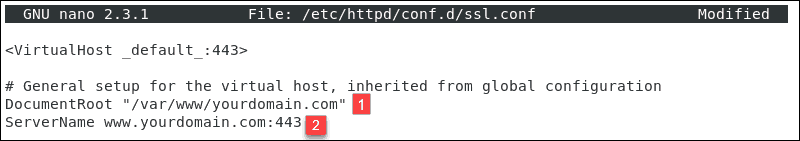 GNU nano 2.3.1 File: /etc/httpd/conf.d/ssl.conf Modified
<VirtualHost _default_:443>
# General setup for the virtual host, inherited from global configuration
DocumentRoot "/var/www/yourdomain.com" 1
ServerName www.yourdomain.com:443 2